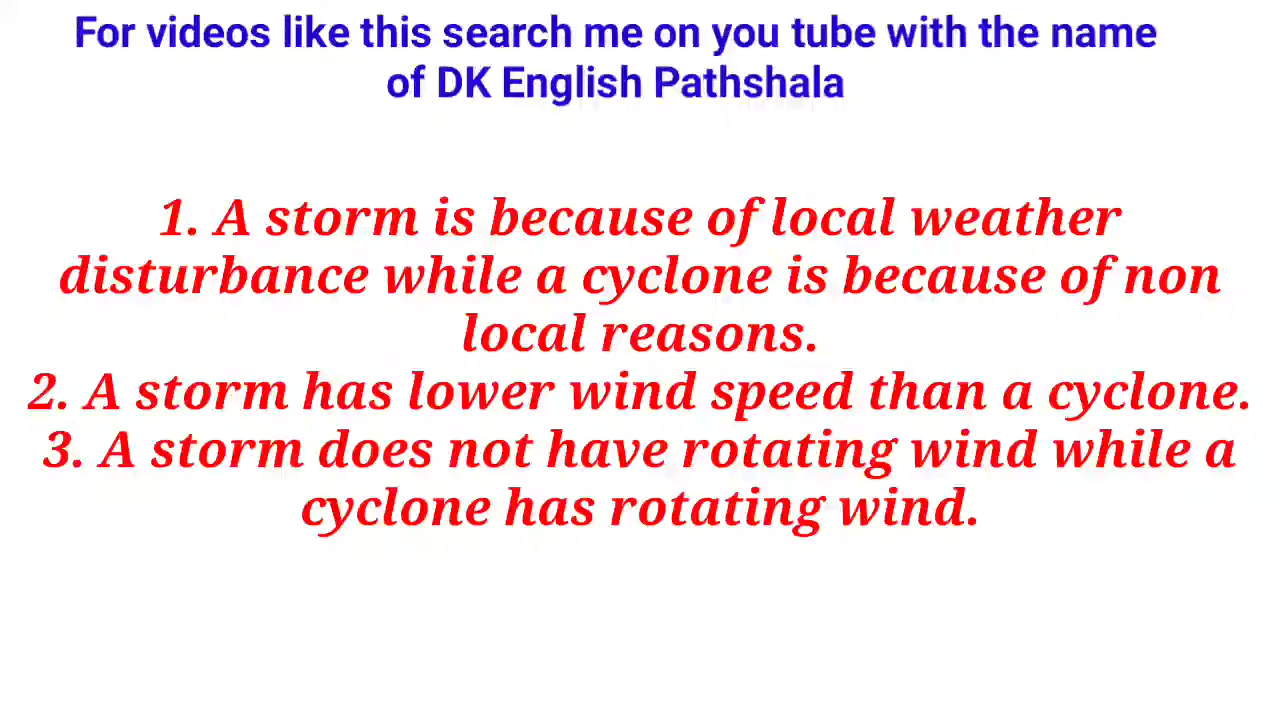 For videos like this search me on you tube with the name
of DK English Pathshala
1. A storm is because of local weather
disturbance while a cyclone is because of non
local reasons.
2. A storm has lower wind speed than a cyclone.
3. A storm does not have rotating wind while a
cyclone has rotating wind.